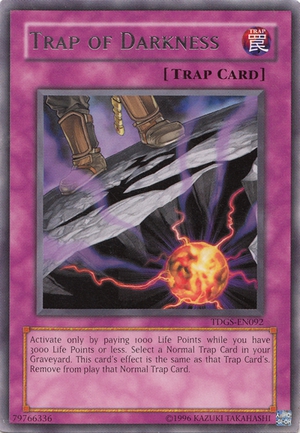 TRAP OF DARKNESS
TRAP
罠
[TRAP CARD]
TDGS-EN092
Activate only by paying 1000 Life Points while you have
3000 Life Points or less. Select a Normal Trap Card in your
Graveyard. This card's effect is the same as that Trap Card's.
Remove from play that Normal Trap Card.
79766336
©1996 KAZUKI TAKAHASHI